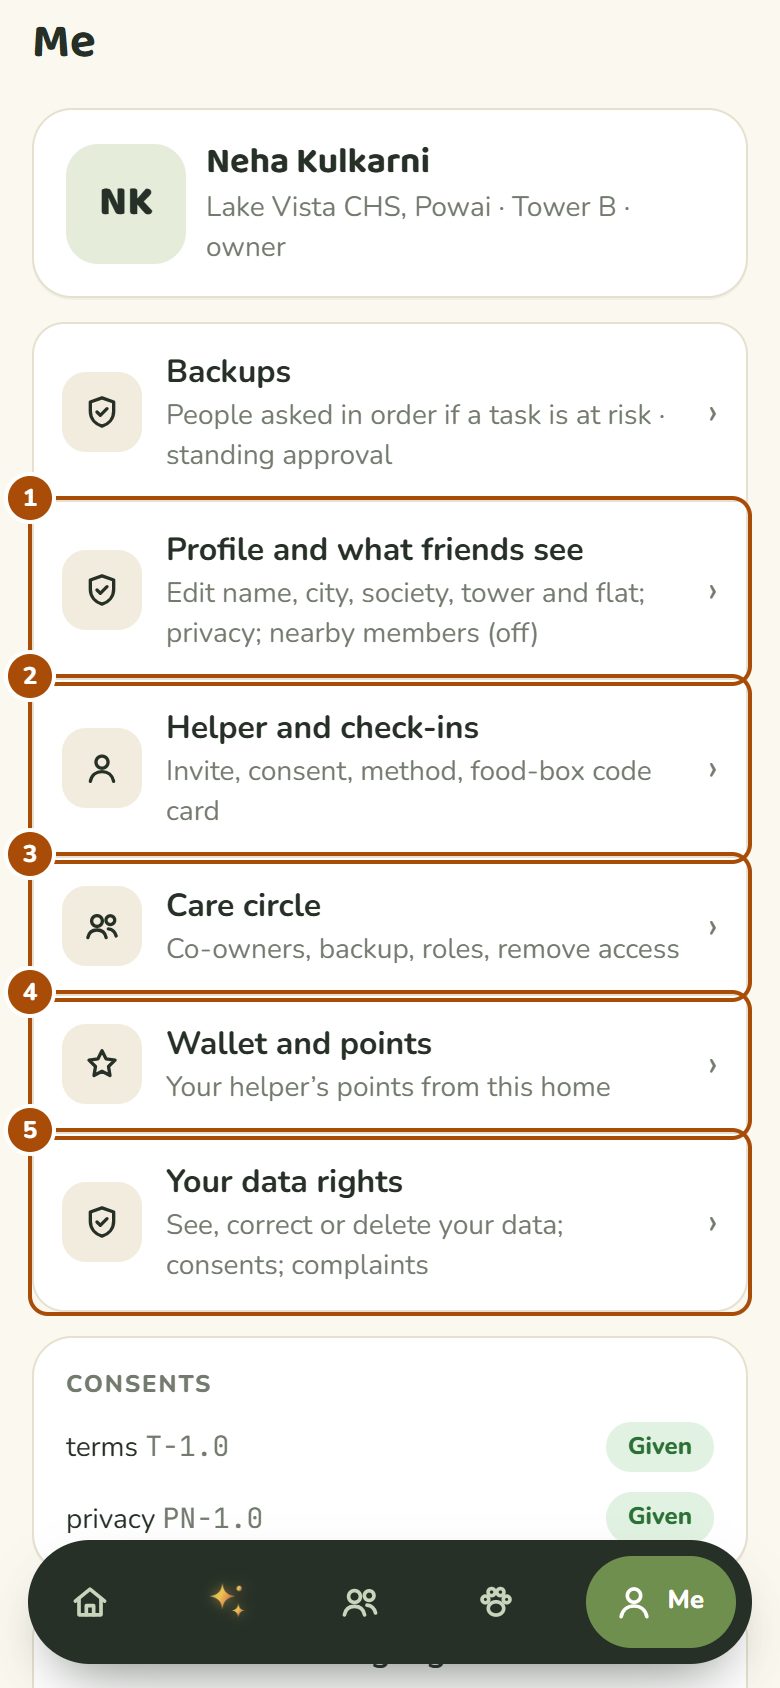 Me
NK
Neha Kulkarni
Lake Vista CHS, Powai · Tower B ·
owner
Backups
People asked in order if a task is at risk ·
standing approval
1
Profile and what friends see
Edit name, city, society, tower and flat;
privacy; nearby members (off)
2
Helper and check-ins
Invite, consent, method, food-box code
card
3
Care circle
Co-owners, backup, roles, remove access
4
Wallet and points
Your helper’s points from this home
5
Your data rights
See, correct or delete your data;
consents; complaints
CONSENTS
terms T-1.0
Given
privacy PN-1.0
Given
Me